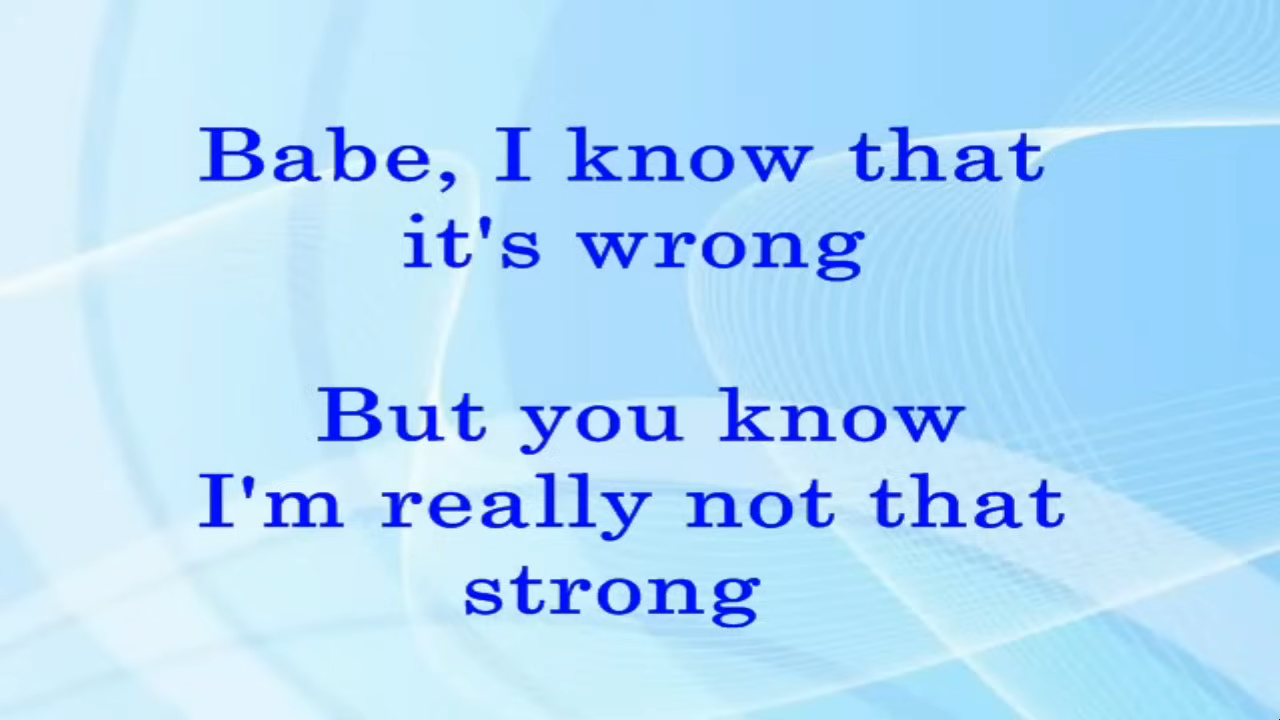 Babe, I know that
it's wrong
But you know
I'm really not that
strong